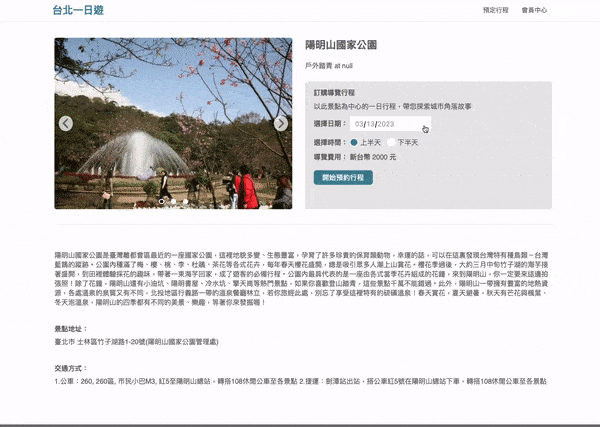 台北一日遊
預定行程 會員中心
陽明山國家公園
戶外踏青 at null
訂購導覽行程
以此景點為中心的一日行程，帶您探索城市角落故事
選擇日期： 03/13/2023
選擇時間： 上半天 下半天
導覽費用： 新台幣 2000 元
開始預約行程
陽明山國家公園是臺灣離都會區最近的一座國家公園，這裡地貌多變、生態豐富，孕育了許多珍貴的保育類動物，幸運的話，可以在這裏發現台灣特有種鳥類－台灣
藍鵲的蹤跡。公園內種滿了梅、櫻、桃、李、杜鵑、茶花等各式花卉，每年春天櫻花盛開，總是吸引眾多人潮上山賞花。櫻花季過後，大約三月中旬竹子湖的海芋接
著盛開，到田裡體驗採花的趣味，帶著一束海芋回家，成了遊客的必備行程。公園內最具代表的是一座由各式當季花卉組成的花鐘，來到陽明山，你一定要來這邊拍
張照！除了花鐘，陽明山還有小油坑、陽明書屋、冷水坑、擎天崗等熱門景點，如果你喜歡登山踏青，這些景點千萬不能錯過。此外，陽明山一帶擁有豐富的地熱資
源，各處溫泉的泉質又有不同，北投地區行義路一帶的溫泉餐廳林立，若你旅經此處，別忘了享受這裡特有的硫磺溫泉！春天賞花，夏天避暑，秋天有芒花與楓葉，
冬天泡溫泉，陽明山的四季都有不同的美景、樂趣，等著你來發掘喔！
景點地址：
臺北市 士林區竹子湖路1-20號(陽明山國家公園管理處)
交通方式：
1.公車：260, 260區, 市民小巴M3, 紅5至陽明山總站，轉搭108休閒公車至各景點 2.捷運：劍潭站出站，搭公車紅5號在陽明山總站下車，轉搭108休閒公車至各景點